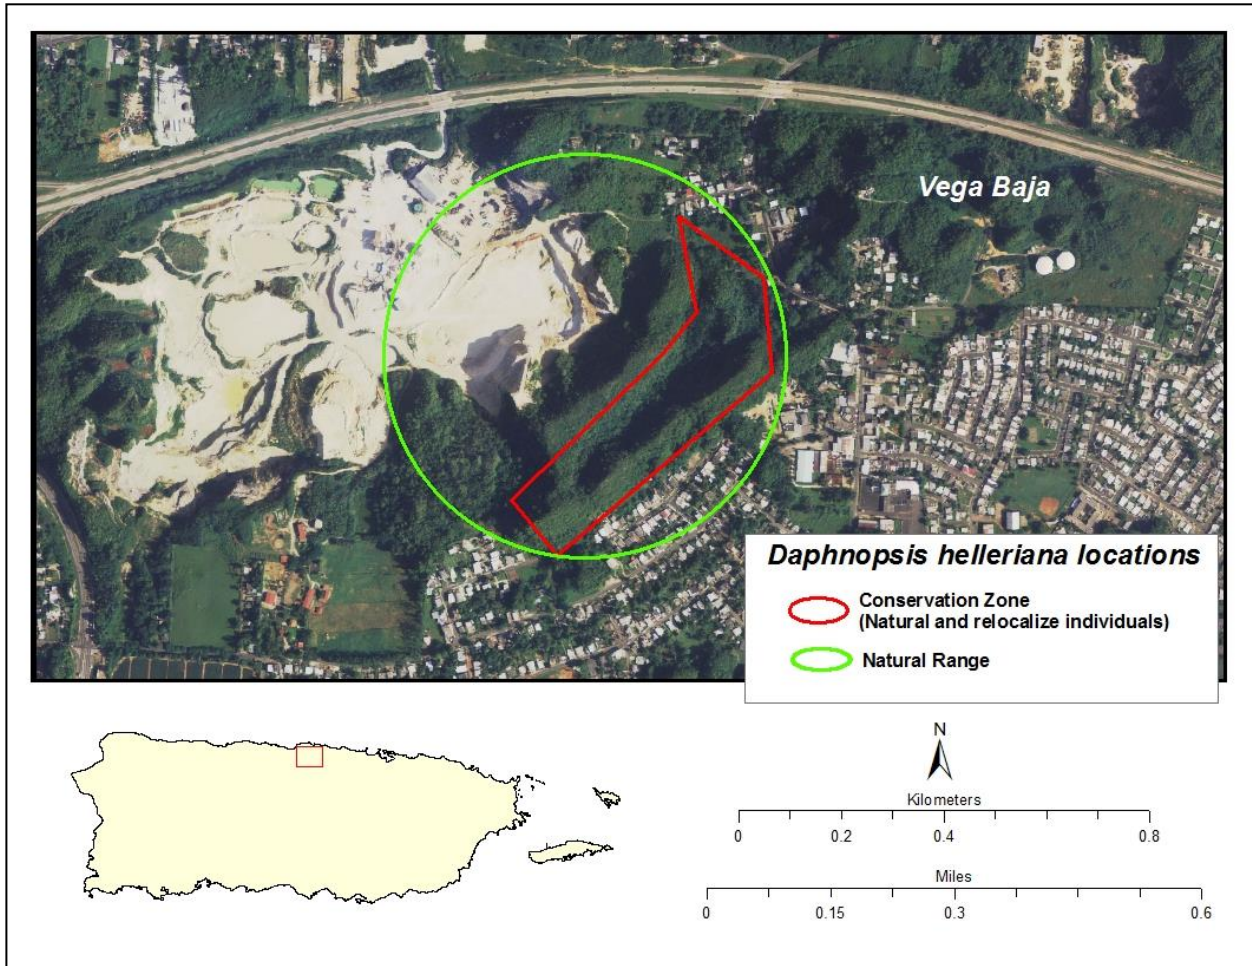 Vega Baja
Daphnopsis helleriana locations
Conservation Zone
(Natural and relocalize individuals)
Natural Range
N
Kilometers
0 0.2 0.4 0.8
Miles
0 0.15 0.3 0.6